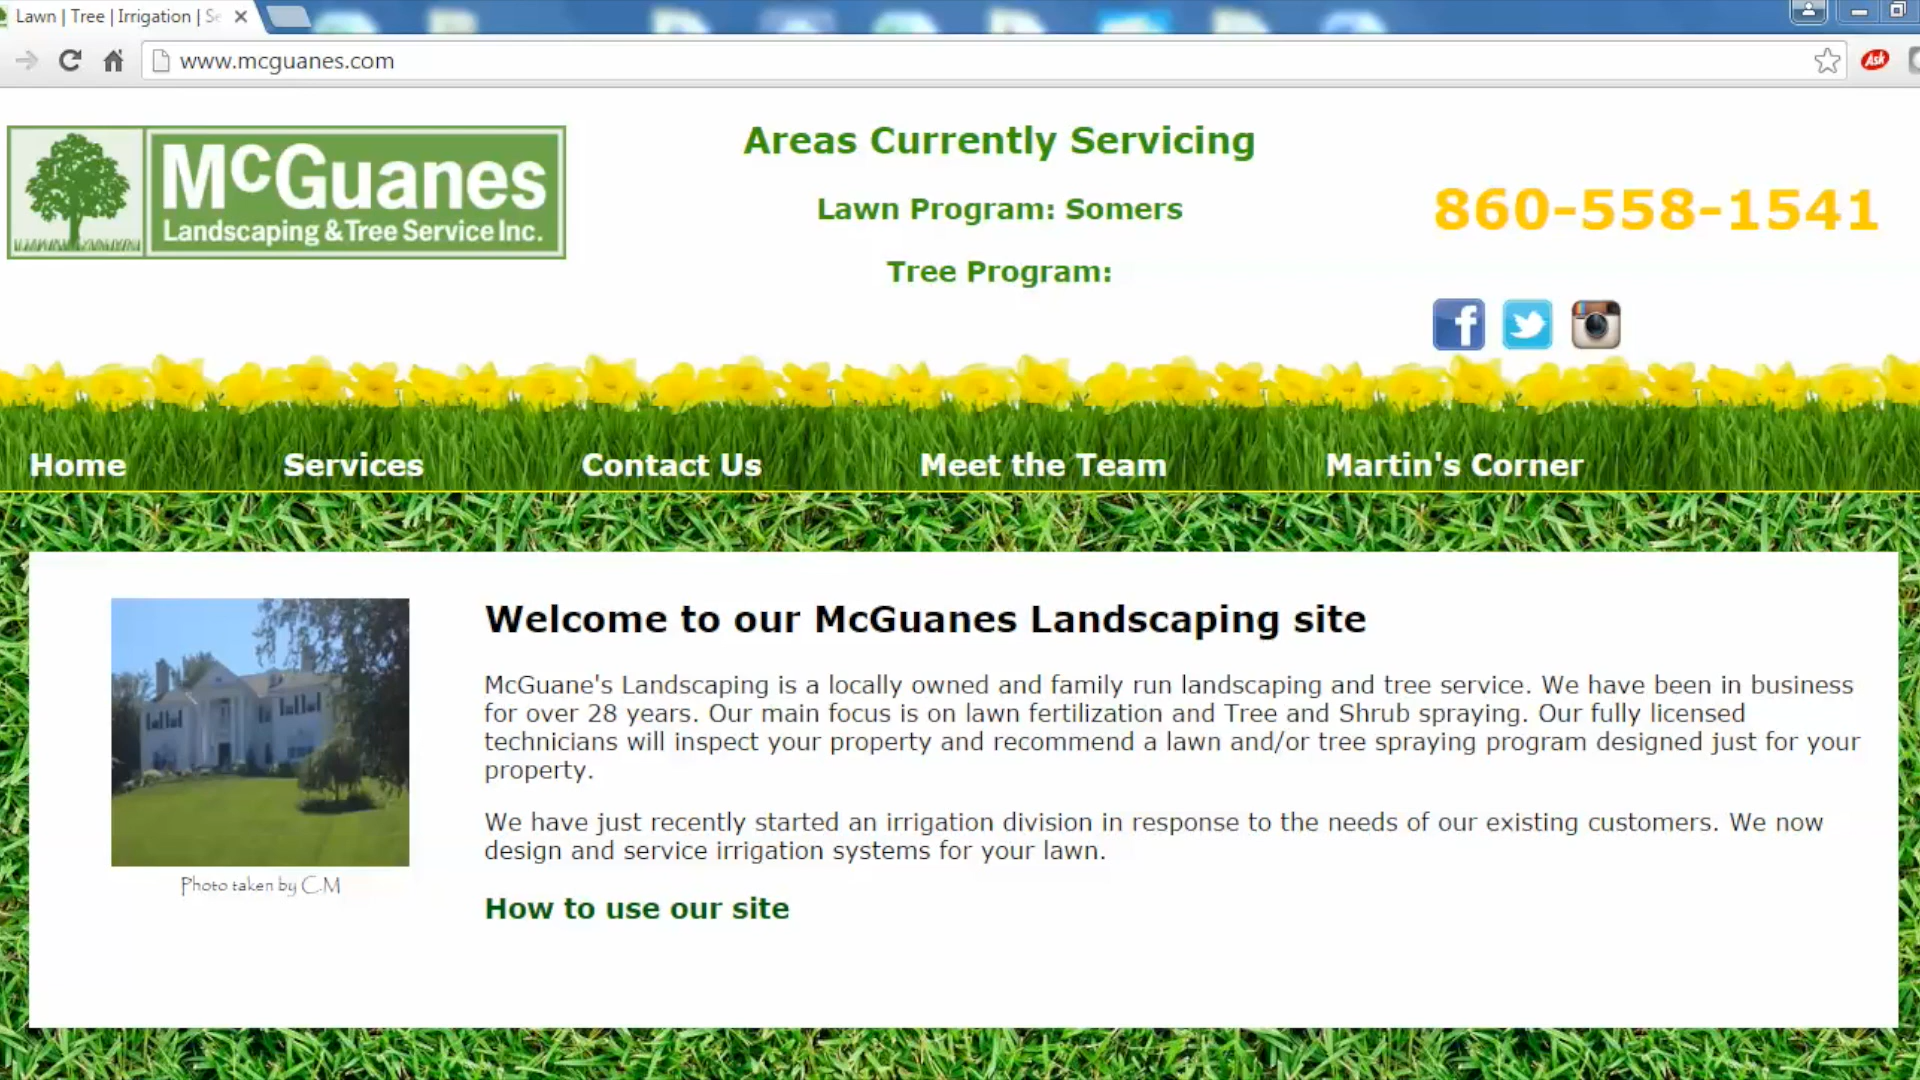 Lawn | Tree | Irrigation | Se
www.mcguanes.com
Ask
McGuanes
Landscaping & Tree Service Inc.
Areas Currently Servicing
Lawn Program: Somers
Tree Program:
860-558-1541
Home Services Contact Us Meet the Team Martin's Corner
Welcome to our McGuanes Landscaping site
McGuane's Landscaping is a locally owned and family run landscaping and tree service. We have been in business
for over 28 years. Our main focus is on lawn fertilization and Tree and Shrub spraying. Our fully licensed
technicians will inspect your property and recommend a lawn and/or tree spraying program designed just for your
property.
We have just recently started an irrigation division in response to the needs of our existing customers. We now
design and service irrigation systems for your lawn.
How to use our site
Photo taken by C.M